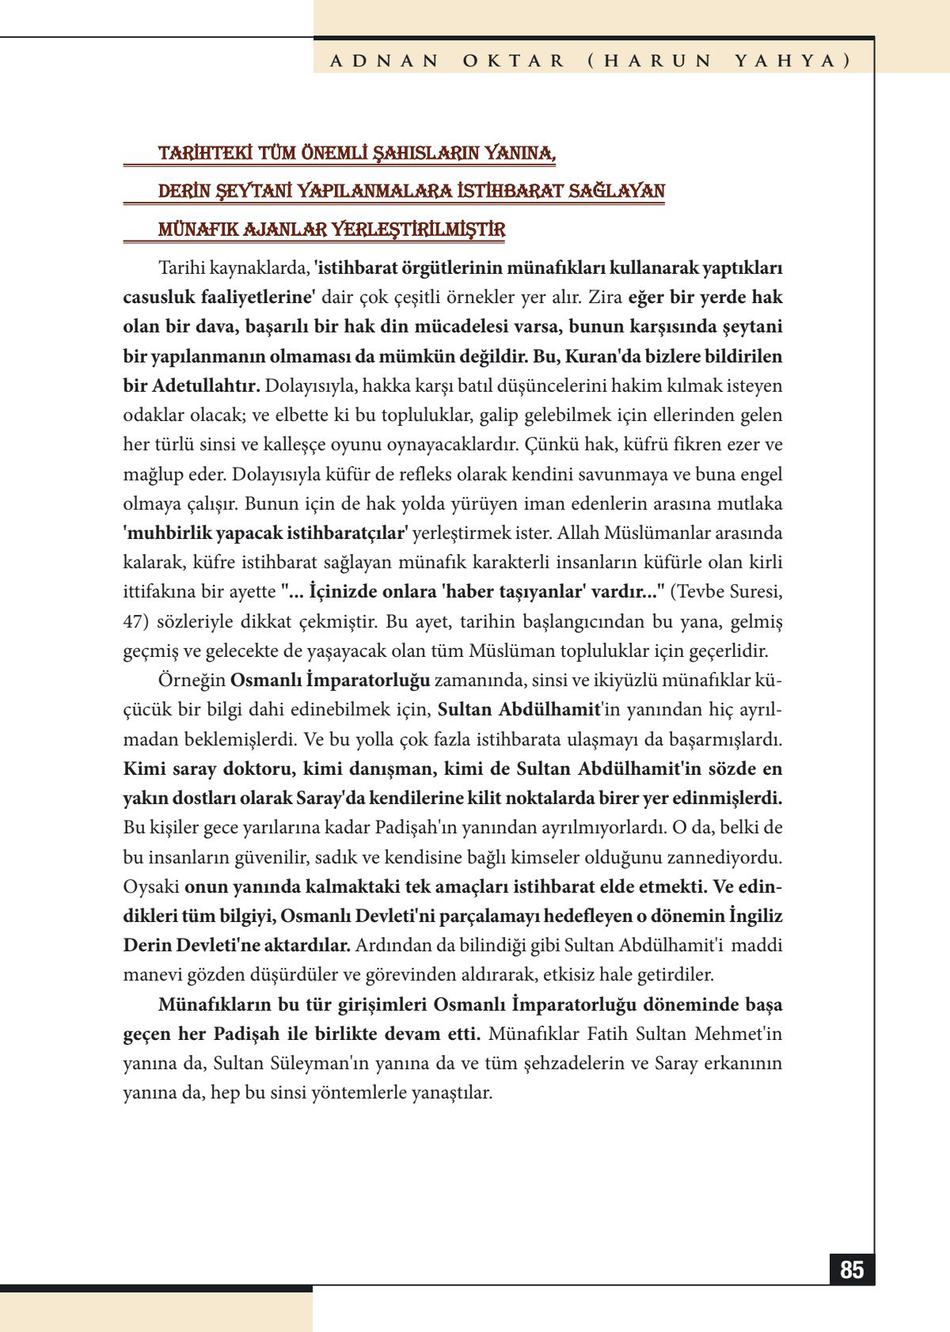 ADNAN OKTAR (HARUN YAHYA)
TARİHTEKİ TÜM ÖNEMLİ ŞAHISLARIN YANINA,
DERİN ŞEYTANİ YAPILANMALARA İSTİHBARAT SAĞLAYAN
MÜNAFIK AJANLAR YERLEŞTİRİLMİŞTİR
Tarihi kaynaklarda, 'istihbarat örgütlerinin münafıkları kullanarak yaptıkları
casusluk faaliyetlerine' dair çok çeşitli örnekler yer alır. Zira eğer bir yerde hak
olan bir dava, başarılı bir hak din mücadelesi varsa, bunun karşısında şeytani
bir yapılanmanın olmaması da mümkün değildir. Bu, Kuran'da bizlere bildirilen
bir Adetullahtır. Dolayısıyla, hakka karşı batıl düşüncelerini hakim kılmak isteyen
odaklar olacak; ve elbette ki bu topluluklar, galip gelebilmek için ellerinden gelen
her türlü sinsi ve kalleşçe oyunu oynayacaklardır. Çünkü hak, küfrü fikren ezer ve
mağlup eder. Dolayısıyla küfür de refleks olarak kendini savunmaya ve buna engel
olmaya çalışır. Bunun için de hak yolda yürüyen iman edenlerin arasına mutlaka
'muhbirlik yapacak istihbaratçılar' yerleştirmek ister. Allah Müslümanlar arasında
kalarak, küfre istihbarat sağlayan münafık karakterli insanların küfürle olan kirli
ittifakına bir ayette "... İçinizde onlara 'haber taşıyanlar' vardır..." (Tevbe Suresi,
47) sözleriyle dikkat çekmiştir. Bu ayet, tarihin başlangıcından bu yana, gelmiş
geçmiş ve gelecekte de yaşayacak olan tüm Müslüman topluluklar için geçerlidir.
Örneğin Osmanlı İmparatorluğu zamanında, sinsi ve ikiyüzlü münafıklar kü-
çücük bir bilgi dahi edinebilmek için, Sultan Abdülhamit'in yanından hiç ayrıl-
madan beklemişlerdi. Ve bu yolla çok fazla istihbarata ulaşmayı da başarmışlardı.
Kimi saray doktoru, kimi danışman, kimi de Sultan Abdülhamit'in sözde en
yakın dostları olarak Saray'da kendilerine kilit noktalarda birer yer edinmişlerdi.
Bu kişiler gece yarılarına kadar Padişah'ın yanından ayrılmıyorlardı. O da, belki de
bu insanların güvenilir, sadık ve kendisine bağlı kimseler olduğunu zannediyordu.
Oysaki onun yanında kalmaktaki tek amaçları istihbarat elde etmekti. Ve edin-
dikleri tüm bilgiyi, Osmanlı Devleti'ni parçalamayı hedefleyen o dönemin İngiliz
Derin Devleti'ne aktardılar. Ardından da bilindiği gibi Sultan Abdülhamit'i maddi
manevi gözden düşürdüler ve görevinden aldırarak, etkisiz hale getirdiler.
Münafıkların bu tür girişimleri Osmanlı İmparatorluğu döneminde başa
geçen her Padişah ile birlikte devam etti. Münafıklar Fatih Sultan Mehmet'in
yanına da, Sultan Süleyman'ın yanına da ve tüm şehzadelerin ve Saray erkanının
yanına da, hep bu sinsi yöntemlerle yanaştılar.
85